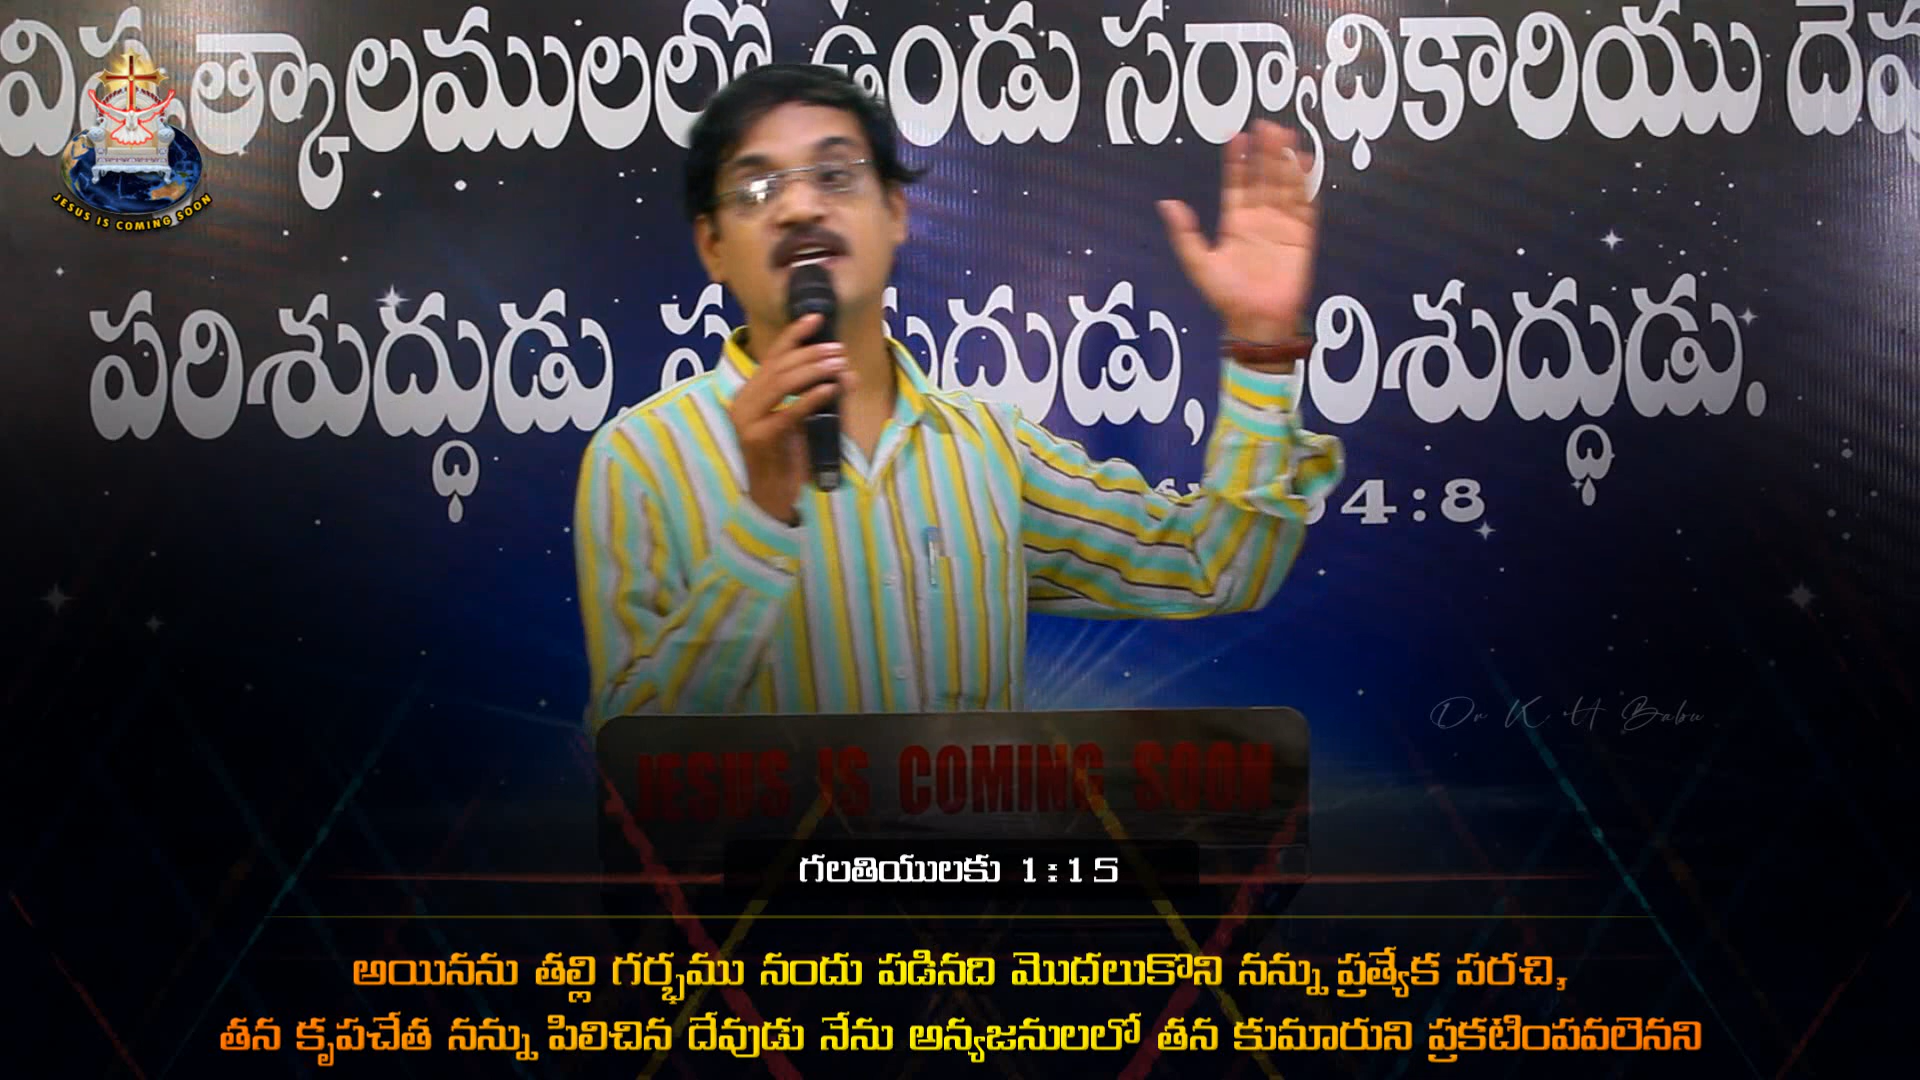 ఉండు సర్వాధికారియు
పరిశుద్ధుడు, పరిశుద్ధుడు.
4:8
JESUS IS COMING SOON
Dr K H Babu
JESUS IS COMING SOON
గలతియులకు 1:15
అయినను తల్లి గర్భము నందు పడినది మొదలుకొని నన్ను ప్రత్యేక పరచి,
తన కృపచేత నన్ను పిలిచిన దేవుడు నేను అన్యజనులలో తన కుమారుని ప్రకటింపవలెనని